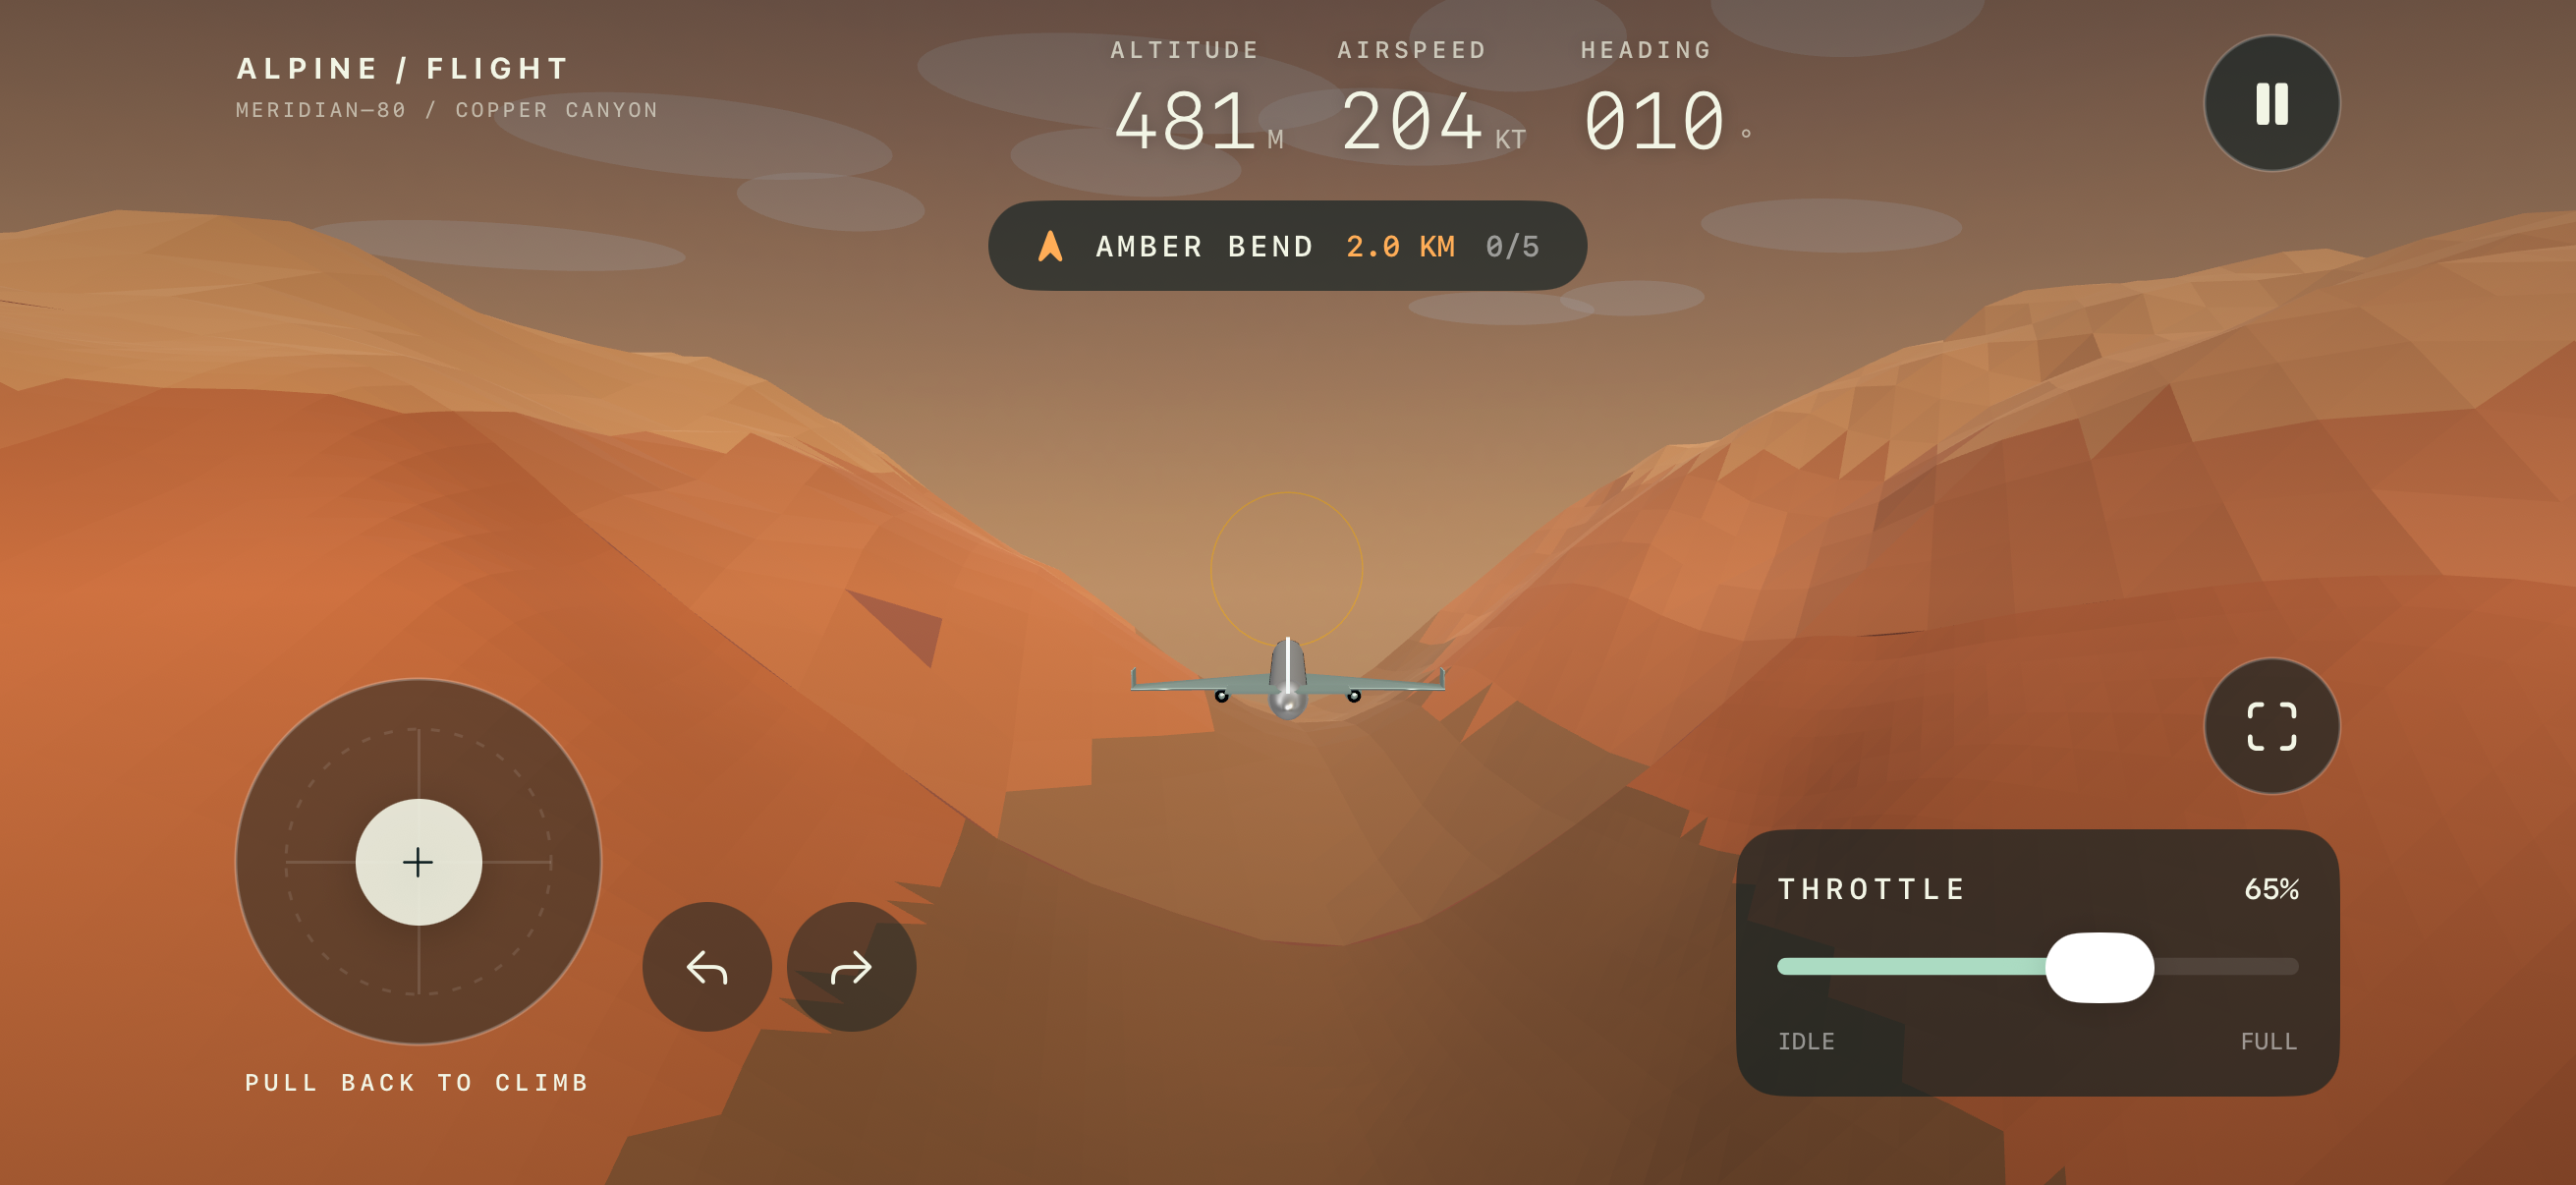 ALPINE / FLIGHT
MERIDIAN—80 / COPPER CANYON
ALTITUDE AIRSPEED HEADING
481 M 204 KT 010 °
AMBER BEND 2.0 KM 0/5
PULL BACK TO CLIMB
THROTTLE 65%
IDLE FULL